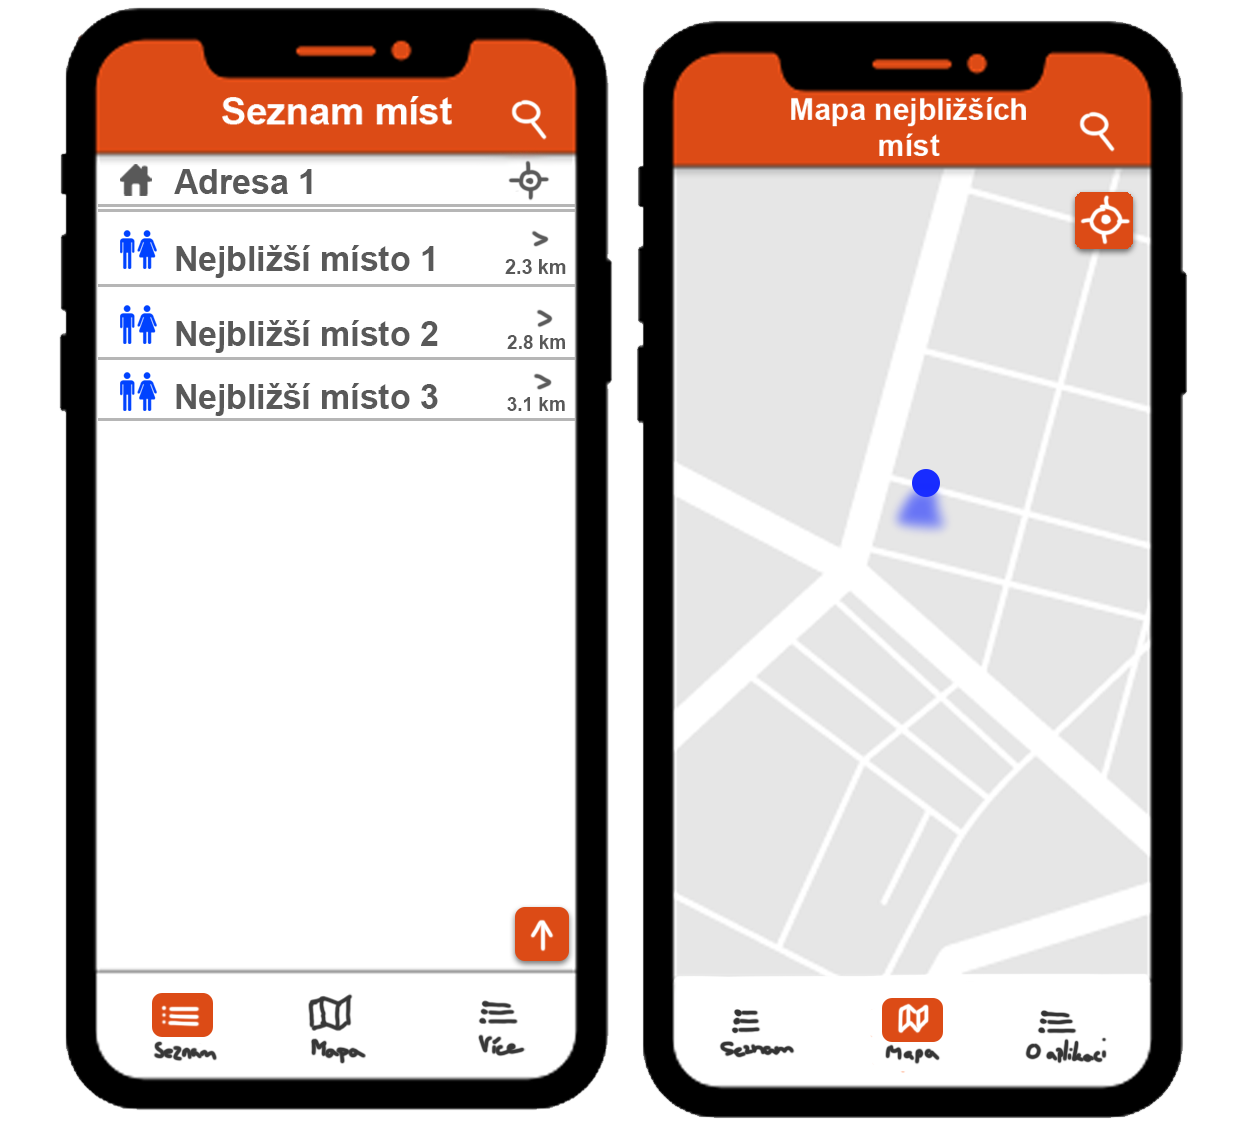 Seznam míst
Adresa 1
Nejbližší místo 1
>
2.3 km
Nejbližší místo 2
>
2.8 km
Nejbližší místo 3
>
3.1 km
Seznam
Mapa
Více
Mapa nejbližších
míst
Seznam
Mapa
O aplikaci